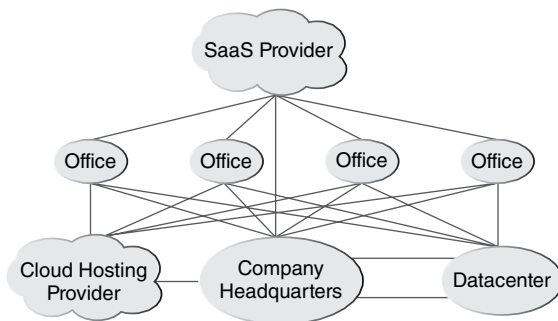 SaaS Provider
Office
Office
Office
Office
Cloud Hosting
Provider
Company
Headquarters
Datacenter